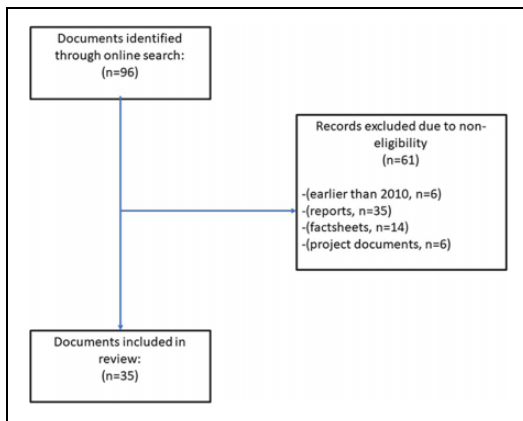 Documents identified
through online search:
(n=96)
Records excluded due to non-
eligibility
(n=61)
-(earlier than 2010, n=6)
-(reports, n=35)
-(factsheets, n=14)
-(project documents, n=6)
Documents included in
review:
(n=35)